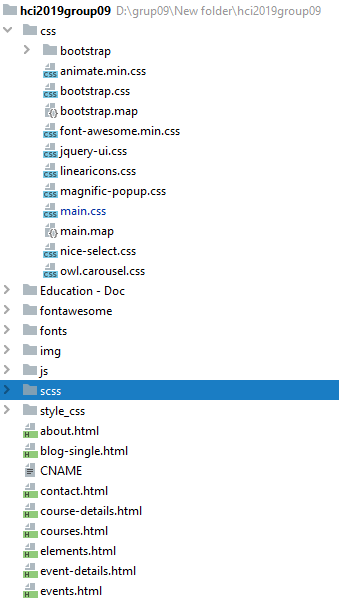 hci2019group09 D:\grup09\New folder\hci2019group09
css
bootstrap
animate.min.css
bootstrap.css
bootstrap.map
font-awesome.min.css
jquery-ui.css
linearicons.css
magnific-popup.css
main.css
main.map
nice-select.css
owl.carousel.css
Education - Doc
fontawesome
fonts
img
js
scss
style_css
about.html
blog-single.html
CNAME
contact.html
course-details.html
courses.html
elements.html
event-details.html
events.html